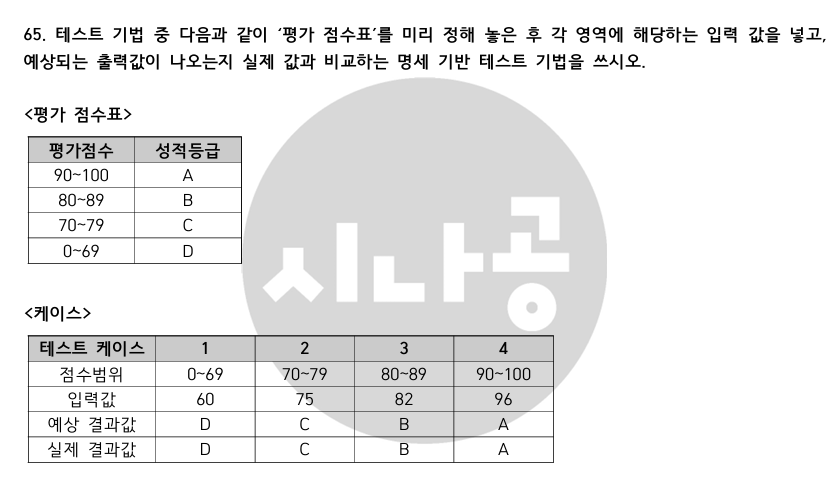 65. 테스트 기법 중 다음과 같이 '평가 점수표'를 미리 정해 놓은 후 각 영역에 해당하는 입력 값을 넣고,
예상되는 출력값이 나오는지 실제 값과 비교하는 명세 기반 테스트 기법을 쓰시오.
<평가 점수표>
평가점수 성적등급
90~100 A
80~89 B
70~79 C
0~69 D
시나공
<케이스>
테스트 케이스 1 2 3 4
점수범위 0~69 70~79 80~89 90~100
입력값 60 75 82 96
예상 결과값 D C B A
실제 결과값 D C B A